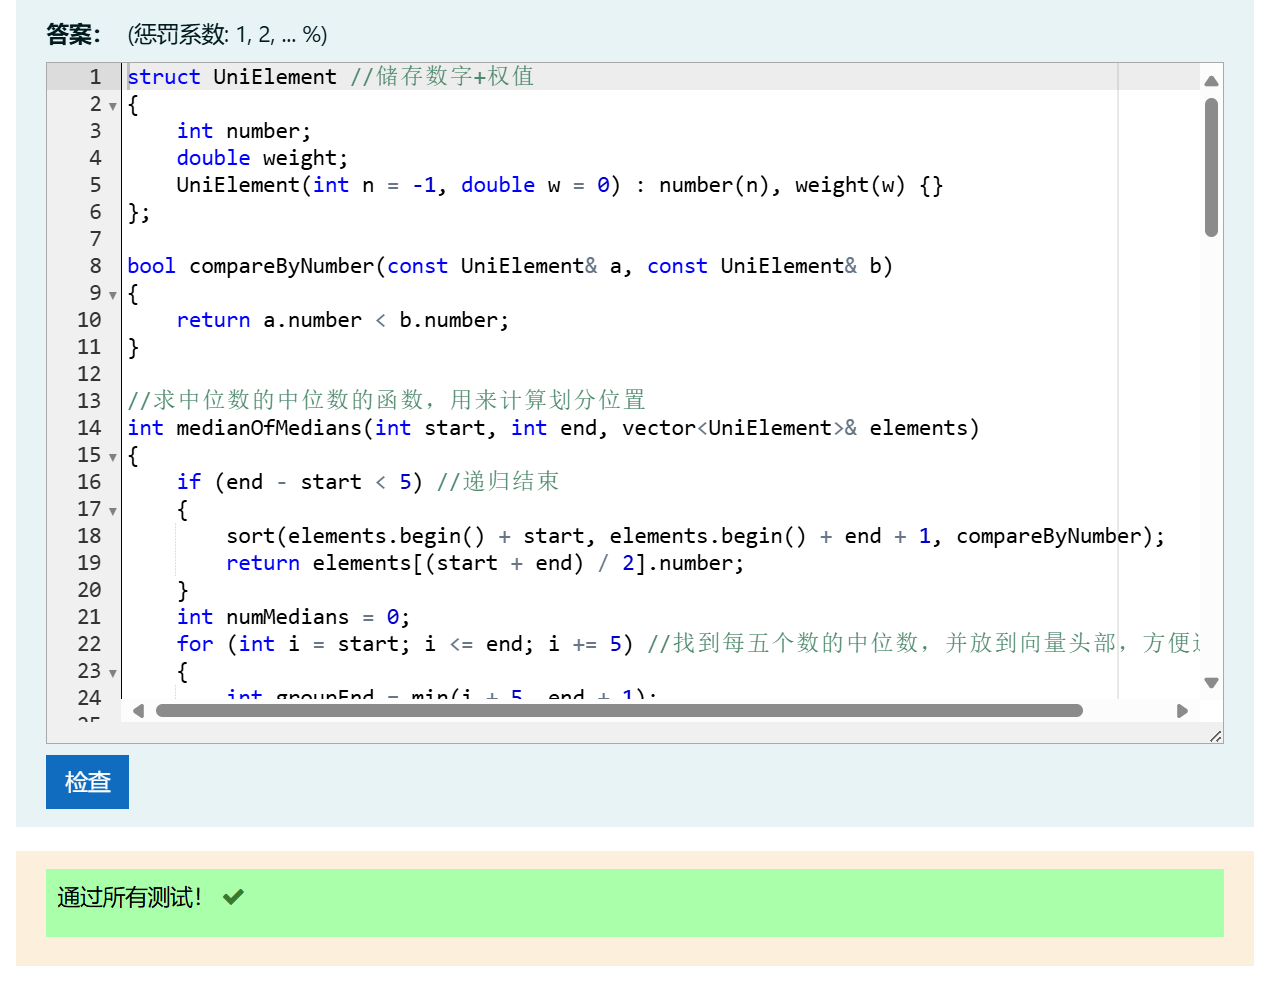 答案： (惩罚系数: 1, 2, ... %)
1 struct UniElement //储存数字+权值
2 {
3 int number;
4 double weight;
5 UniElement(int n = -1, double w = 0) : number(n), weight(w) {}
6 };
7
8 bool compareByNumber(const UniElement& a, const UniElement& b)
9 {
10 return a.number < b.number;
11 }
12
13 //求中位数的中位数的函数，用来计算划分位置
14 int medianOfMedians(int start, int end, vector<UniElement>& elements)
15 {
16 if (end - start < 5) //递归结束
17 {
18 sort(elements.begin() + start, elements.begin() + end + 1, compareByNumber);
19 return elements[(start + end) / 2].number;
20 }
21 int numMedians = 0;
22 for (int i = start; i <= end; i += 5) //找到每五个数的中位数，并放到向量头部，方便
23 {
24 int groupEnd = min(i + 5, end + 1);
检查
通过所有测试！